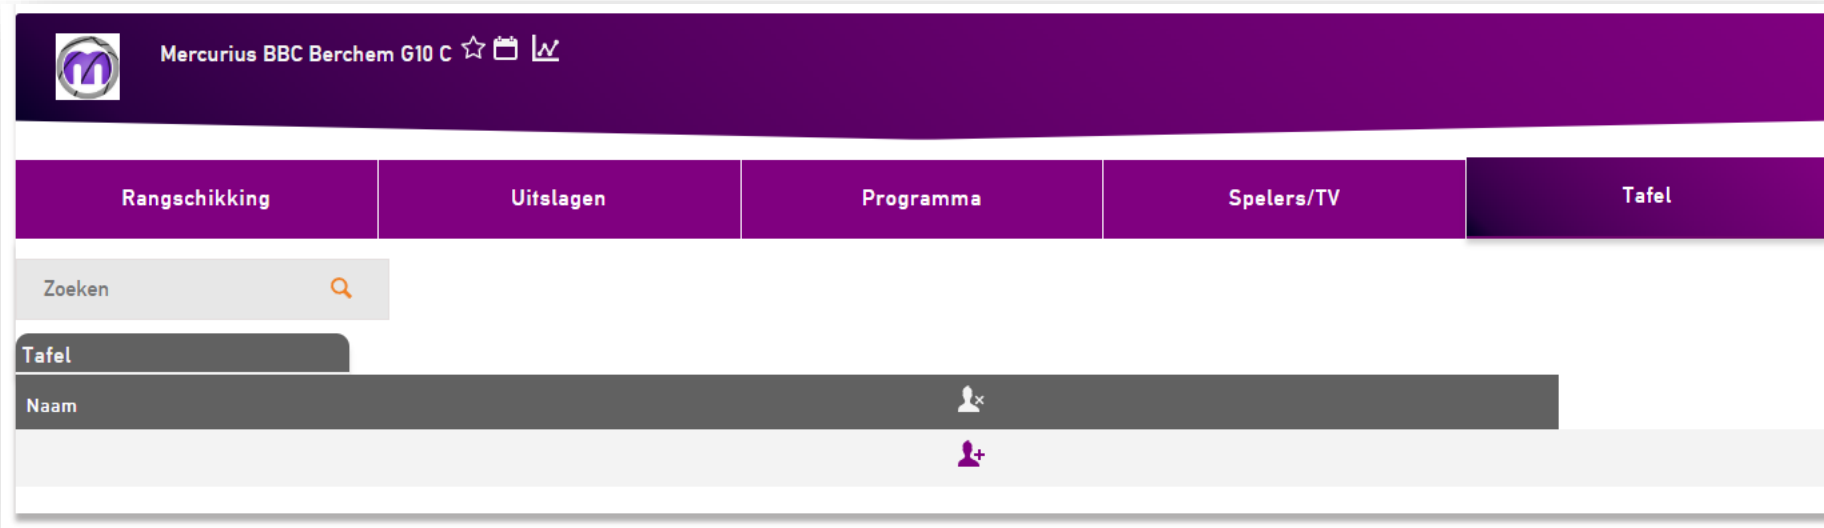 Mercurius BBC Berchem G10 C
Rangschikking
Uitslagen
Programma
Spelers/TV
Tafel
Zoeken
Tafel
Naam